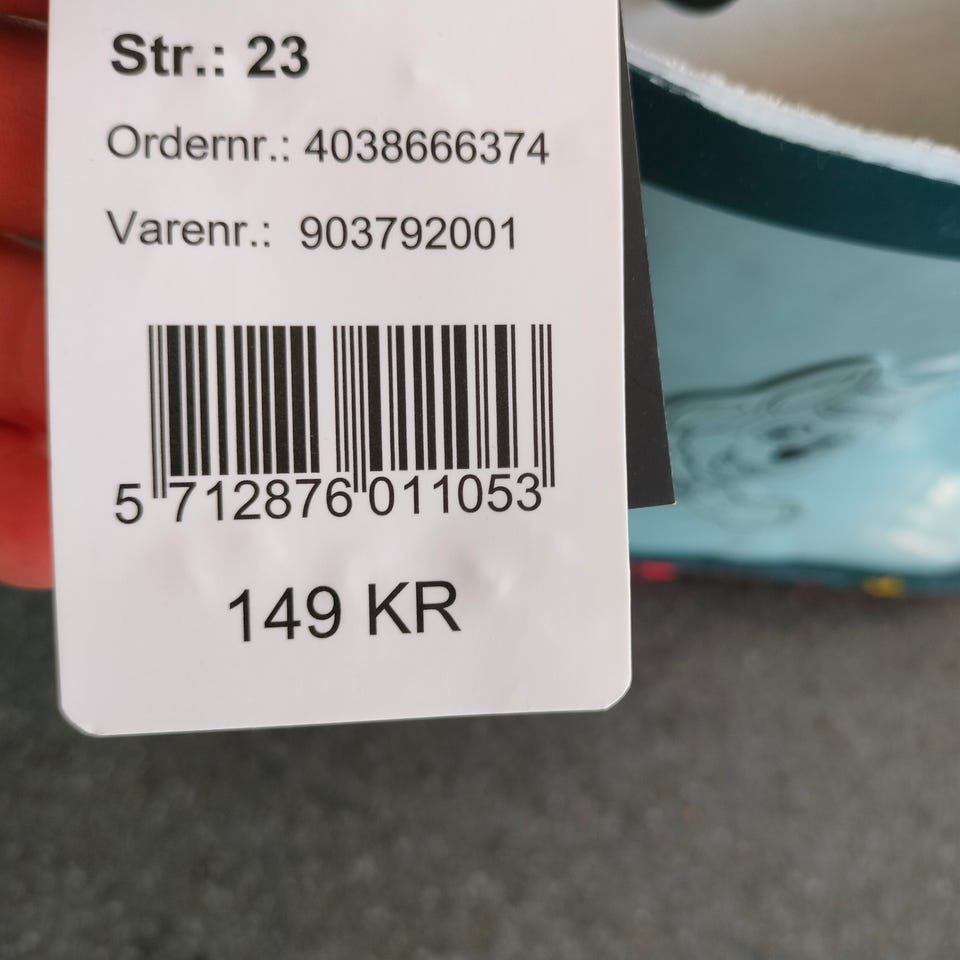 Str.: 23
Ordernr.: 4038666374
Varenr.: 903792001
5 712876 011053
149 KR